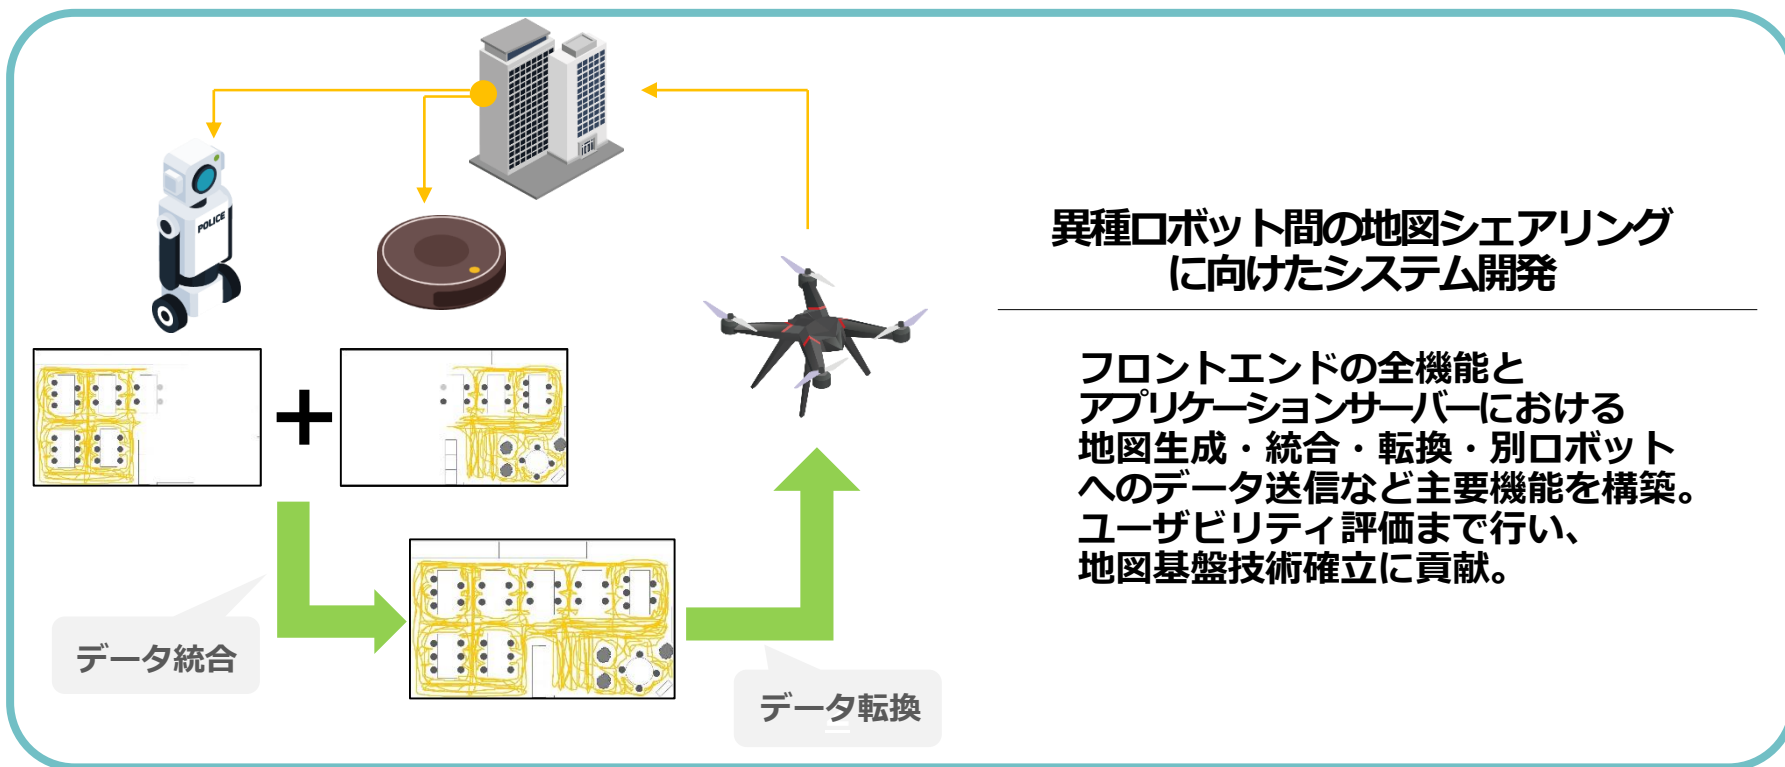 POLICE
データ統合
データ転換
異種ロボット間の地図シェアリング
に向けたシステム開発
フロントエンドの全機能と
アプリケーションサーバーにおける
地図生成・統合・転換・別ロボット
へのデータ送信など主要機能を構築。
ユーザビリティ評価まで行い、
地図基盤技術確立に貢献。